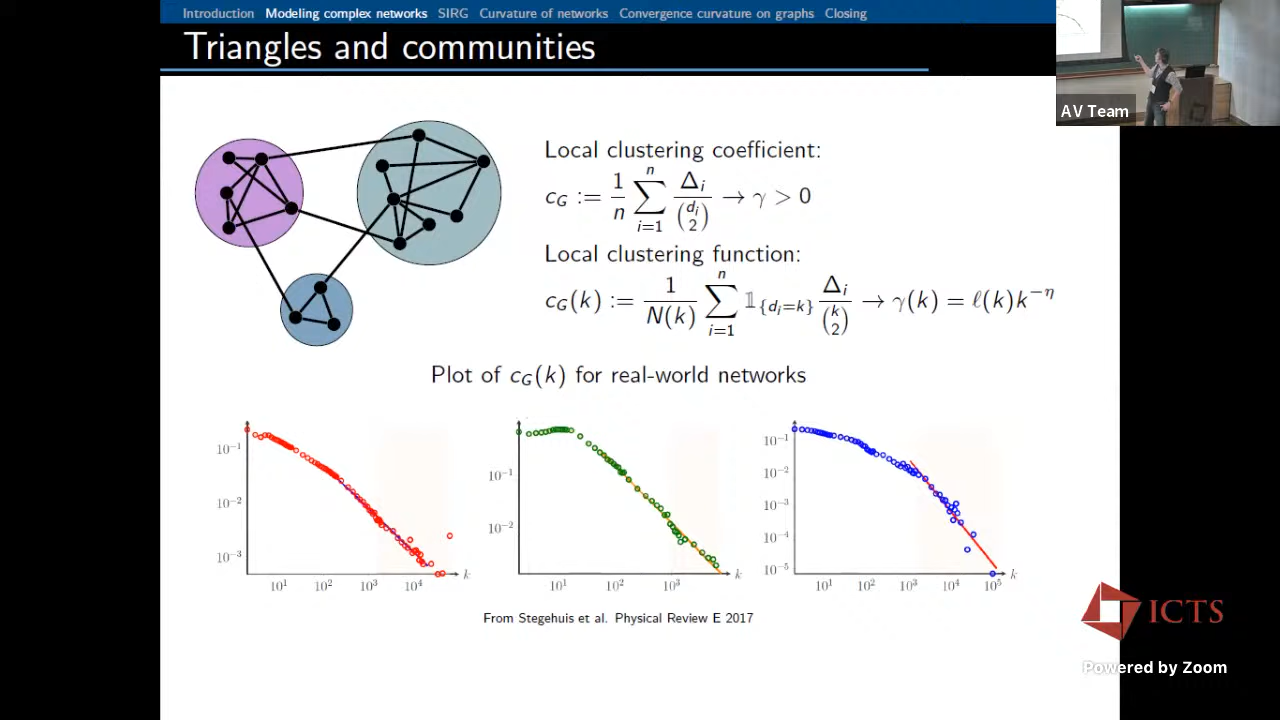 Introduction Modeling complex networks SIRG Curvature of networks Convergence curvature on graphs Closing
Triangles and communities
AV Team
Local clustering coefficient:
c_G := 1/n ∑_{i=1}^{n} Δ_i / \binom{d_i}{2} → γ > 0
Local clustering function:
c_G(k) := 1/N(k) ∑_{i=1}^{n} 𝟙_{d_i=k} Δ_i / \binom{k}{2} → γ(k) = ℓ(k)k^{−η}
Plot of c_G(k) for real-world networks
10^{-1}
10^{-2}
10^{-3}
10^1 10^2 10^3 10^4 k
10^{-1}
10^{-2}
10^1 10^2 10^3 k
10^{-1}
10^{-2}
10^{-3}
10^{-4}
10^{-5}
10^1 10^2 10^3 10^4 10^5 k
From Stegehuis et al. Physical Review E 2017
ICTS
Powered by Zoom